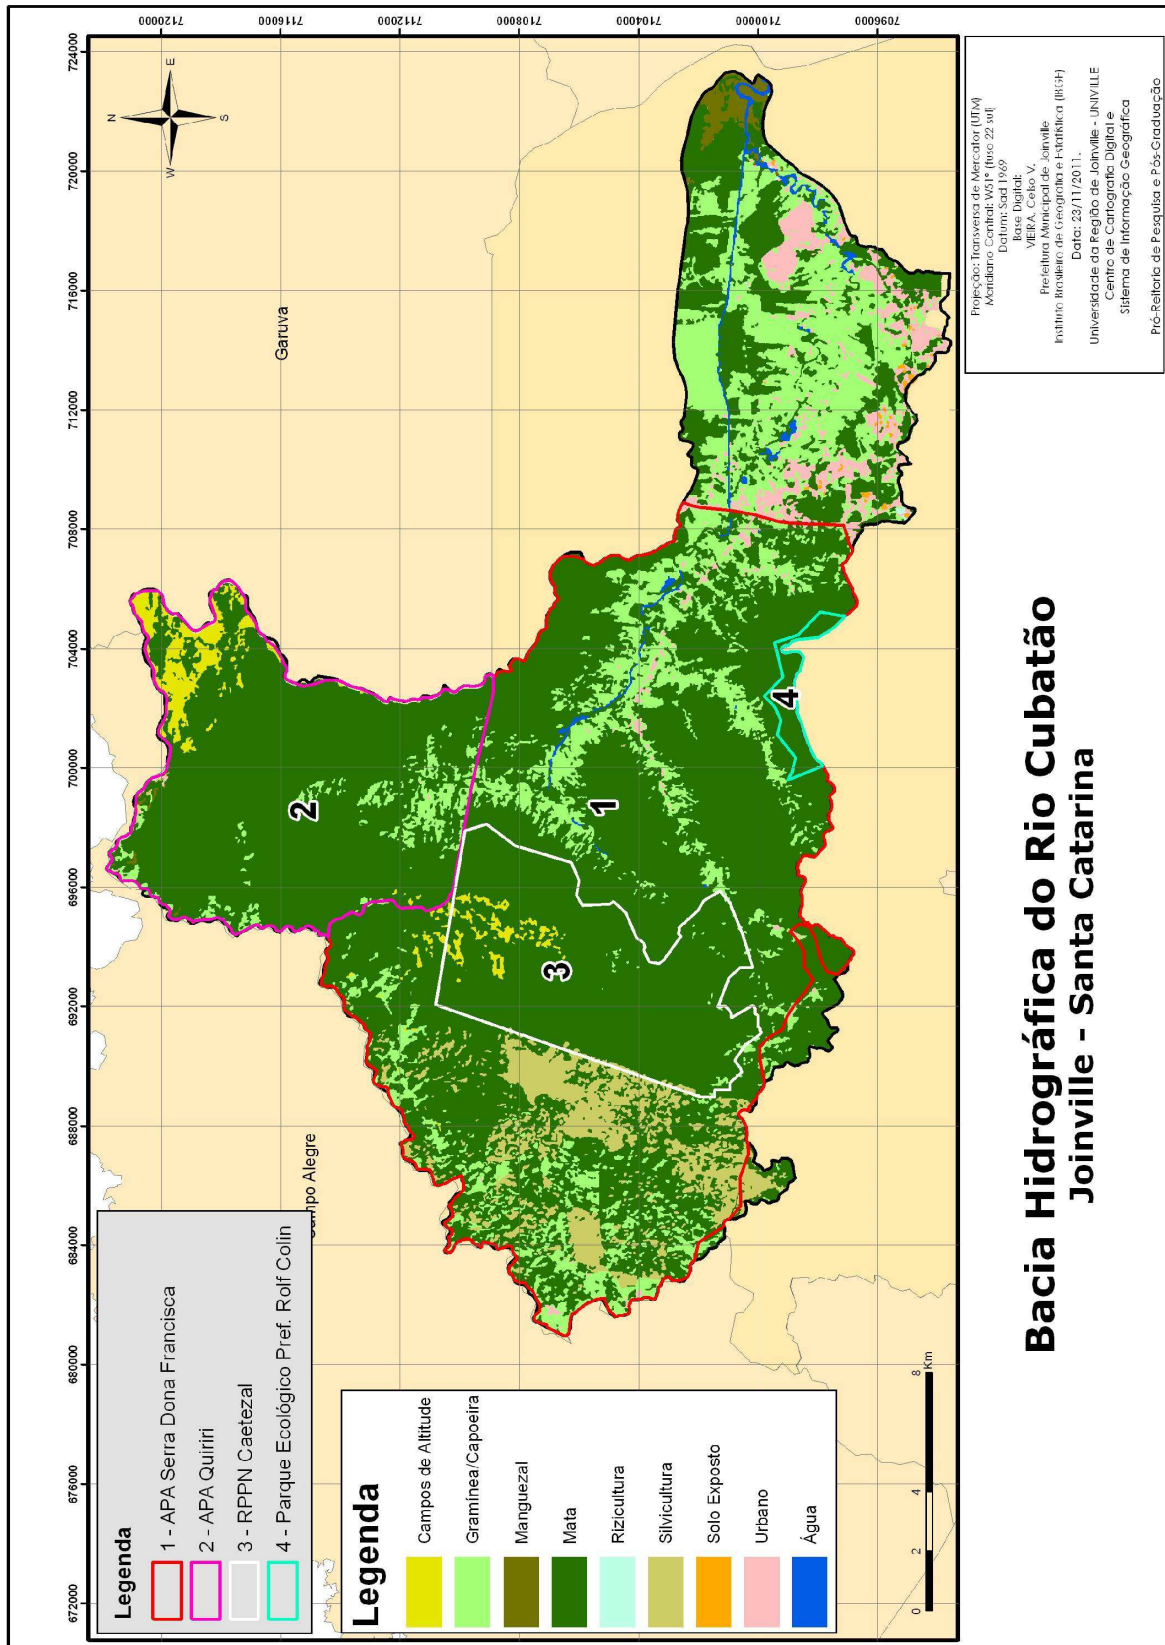 Bacia Hidrográfica do Rio Cubatão
Joinville - Santa Catarina
672000
676000
680000
684000
688000
692000
696000
700000
704000
708000
712000
716000
720000
724000
7120000
7116000
7112000
7108000
7104000
7100000
7096000
N
W
E
S
Garuva
Campo Alegre
1
2
3
4
Legenda
1 - APA Serra Dona Francisca
2 - APA Quiriri
3 - RPPN Caetezal
4 - Parque Ecológico Pref. Rolf Colin
Legenda
Campos de Altitude
Gramínea/Capoeira
Manguezal
Mata
Rizicultura
Silvicultura
Solo Exposto
Urbano
Água
0
2
4
8
Km
Projeção: Transversa de Mercator (UTM)
Meridiano Central: W51° (fuso 22 sul)
Datum: Sad 1969
Base Digital:
VIEIRA, Celso V.
Prefeitura Municipal de Joinville
Instituto Brasileiro de Geografia e Estatística (IBGE)
Data: 23/11/2011.
Universidade da Região de Joinville - UNIVILLE
Centro de Cartografia Digital e
Sistema de Informação Geográfica
Pró-Reitoria de Pesquisa e Pós-Graduação